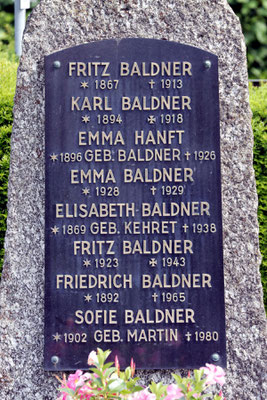 FRITZ BALDNER
* 1867 † 1913
KARL BALDNER
* 1894 ✠ 1918
EMMA HANFT
* 1896 GEB. BALDNER † 1926
EMMA BALDNER
* 1928 † 1929
ELISABETH BALDNER
* 1869 GEB. KEHRET † 1938
FRITZ BALDNER
* 1923 ✠ 1943
FRIEDRICH BALDNER
* 1892 † 1965
SOFIE BALDNER
* 1902 GEB. MARTIN † 1980